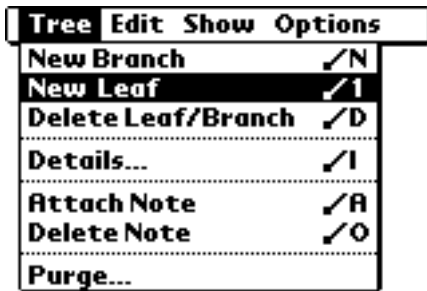 Tree Edit Show Options
New Branch /N
New Leaf /1
Delete Leaf/Branch /D
Details... /I
Attach Note /A
Delete Note /O
Purge...